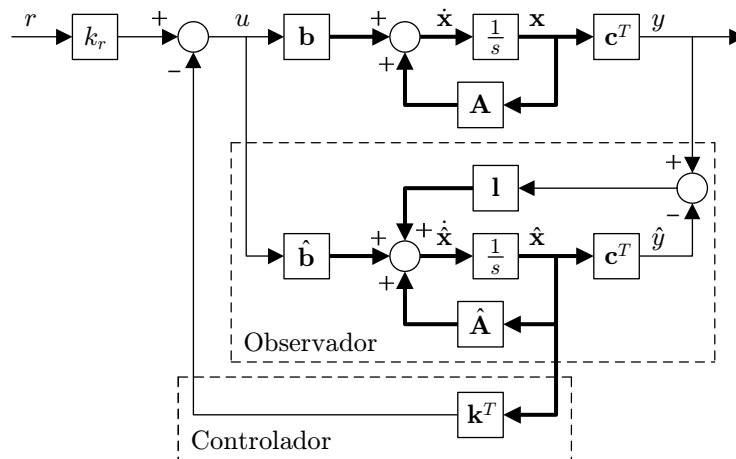 r k_r + − u b + + ẋ 1/s x c^T y
A
l + −
b̂ + + + x̂̇ 1/s x̂ c^T ŷ
Â
Observador
k^T
Controlador